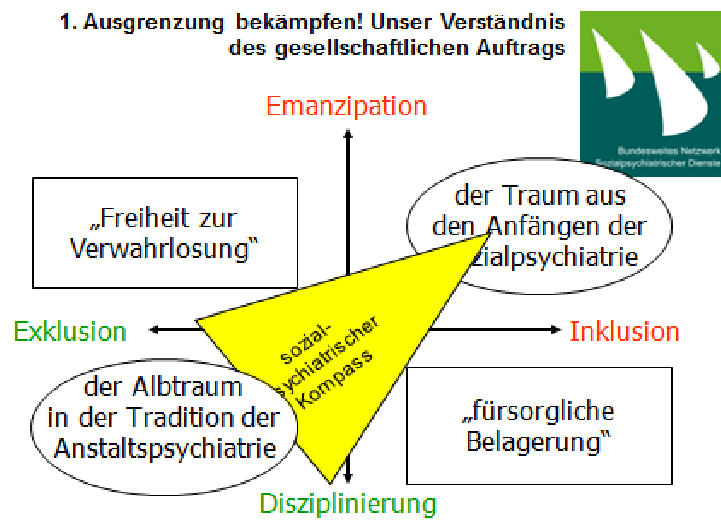 1. Ausgrenzung bekämpfen! Unser Verständnis
des gesellschaftlichen Auftrags
Bundesweites Netzwerk
Sozialpsychiatrischer Dienste
Emanzipation
„Freiheit zur
Verwahrlosung“
der Traum aus
den Anfängen der
zialpsychiatrie
Exklusion
Inklusion
sozial-
sychiatrischer
Kompass
der Albtraum
in der Tradition der
Anstaltspsychiatrie
„fürsorgliche
Belagerung“
Disziplinierung